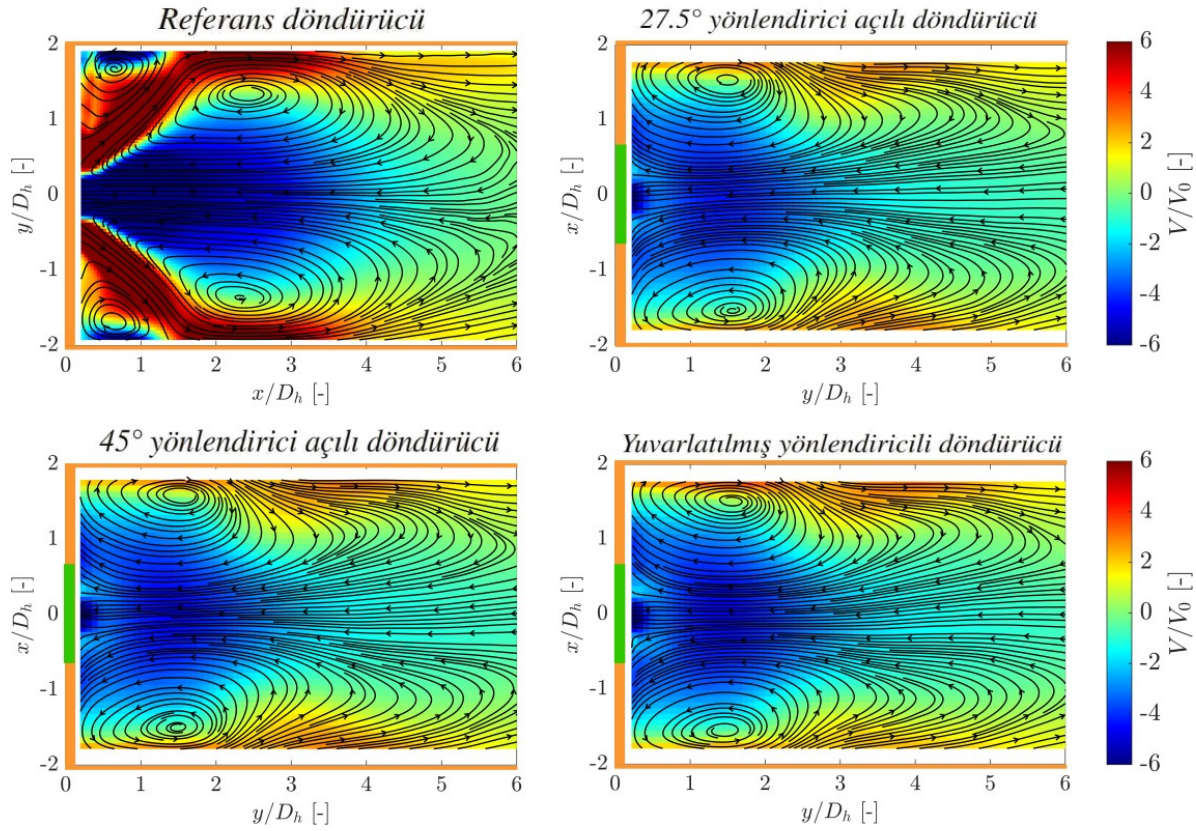 Referans döndürücü
2
1
0
-1
-2
y/D_h [-]
0 1 2 3 4 5 6
x/D_h [-]
27.5° yönlendirici açılı döndürücü
2
1
0
-1
-2
x/D_h [-]
0 1 2 3 4 5 6
y/D_h [-]
6
4
2
0
-2
-4
-6
V/V_0 [-]
45° yönlendirici açılı döndürücü
2
1
0
-1
-2
x/D_h [-]
0 1 2 3 4 5 6
y/D_h [-]
Yuvarlatılmış yönlendiricili döndürücü
2
1
0
-1
-2
x/D_h [-]
0 1 2 3 4 5 6
y/D_h [-]
6
4
2
0
-2
-4
-6
V/V_0 [-]